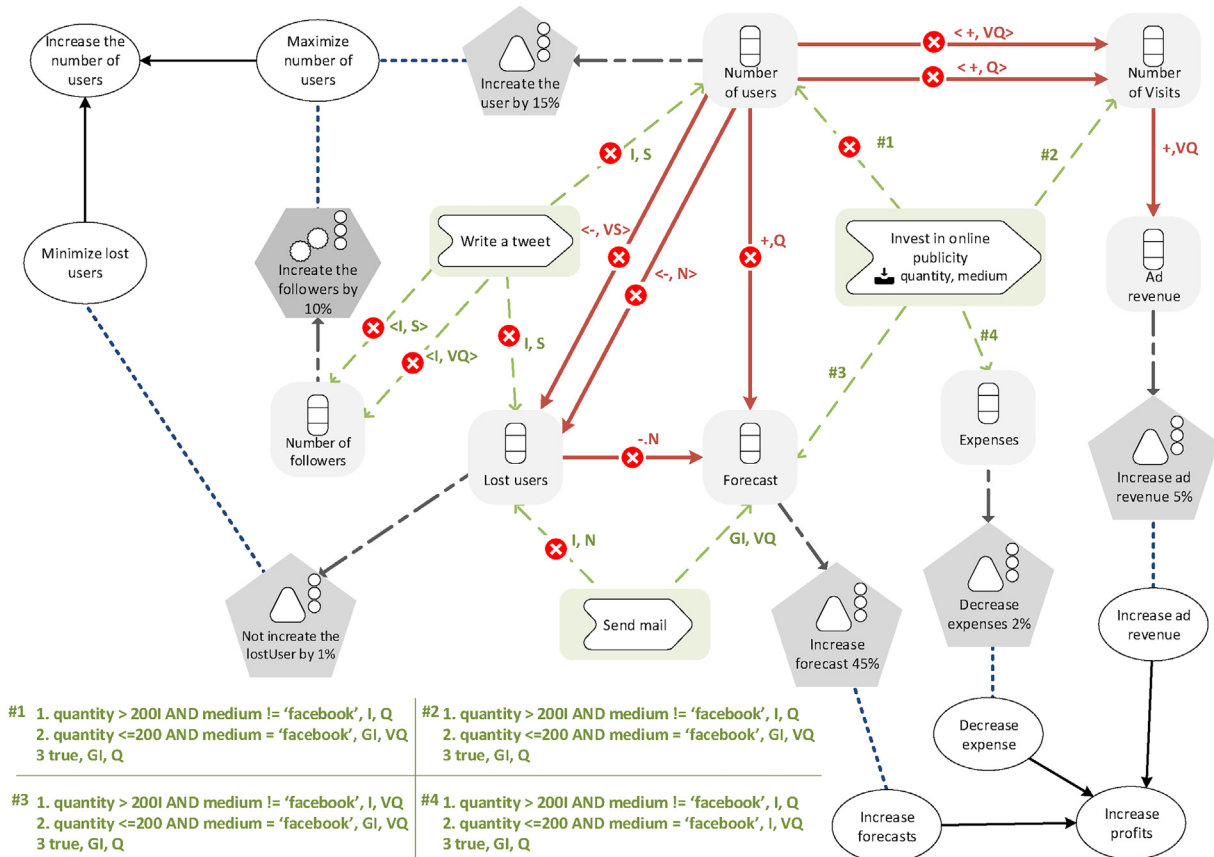 Increase the
number of
users
Maximize
number of
users
Increate the
user by 15%
Number
of users
< +, VQ>
< +, Q>
Number
of Visits
I, S
#1
#2
+,VQ
Minimize lost
users
Increate the
followers by
10%
Write a tweet
<-, VS>
<-, N>
+,Q
Invest in online
publicity
quantity, medium
Ad
revenue
<I, S>
<I, VQ>
I, S
#3
#4
Number of
followers
Lost users
-.N
Forecast
Expenses
Increase ad
revenue 5%
I, N
GI, VQ
Not increate the
lostUser by 1%
Send mail
Increase
forecast 45%
Decrease
expenses 2%
Increase ad
revenue
Decrease
expense
Increase
forecasts
Increase
profits
#1 1. quantity > 200I AND medium != ‘facebook’, I, Q
2. quantity <=200 AND medium = ‘facebook’, GI, VQ
3 true, GI, Q
#2 1. quantity > 200I AND medium != ‘facebook’, I, Q
2. quantity <=200 AND medium = ‘facebook’, GI, VQ
3 true, GI, Q
#3 1. quantity > 200I AND medium != ‘facebook’, I, VQ
2. quantity <=200 AND medium = ‘facebook’, GI, VQ
3 true, GI, Q
#4 1. quantity > 200I AND medium != ‘facebook’, I, Q
2. quantity <=200 AND medium = ‘facebook’, I, VQ
3 true, GI, Q